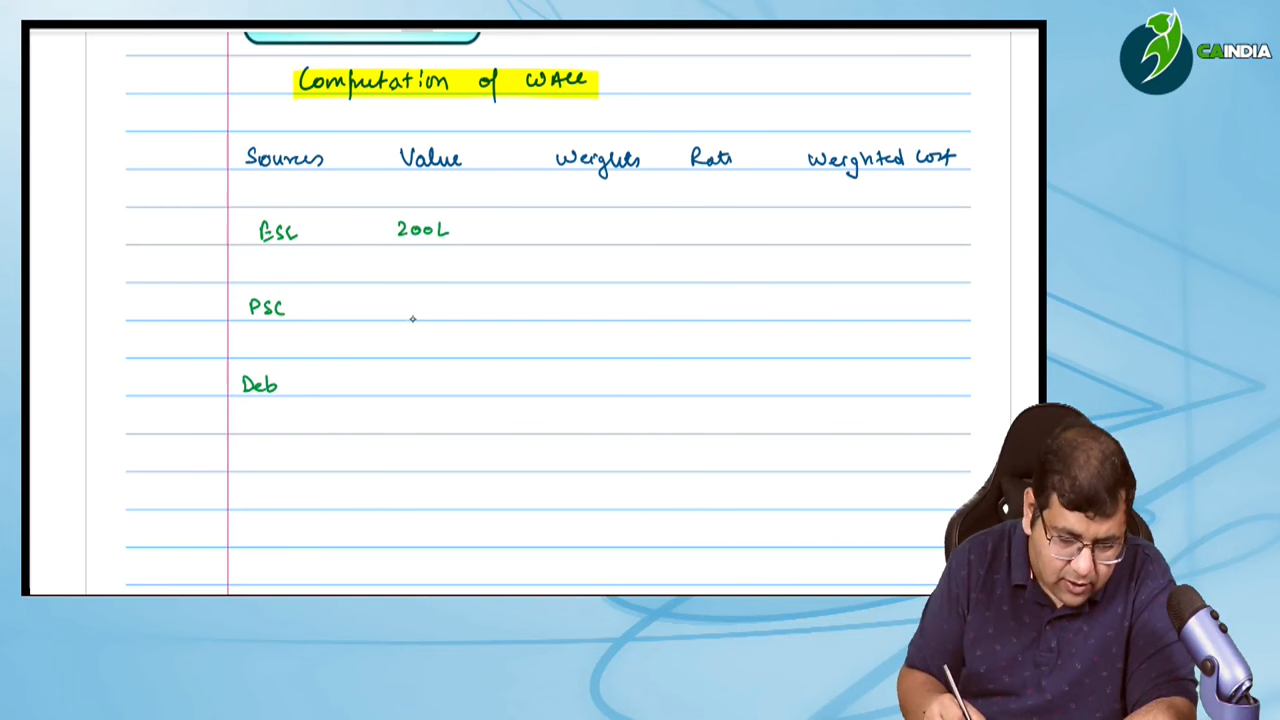 CAINDIA
Computation of WACC
Sources Value Weights Rate Weighted Cost
ESC 200L
PSC
Deb